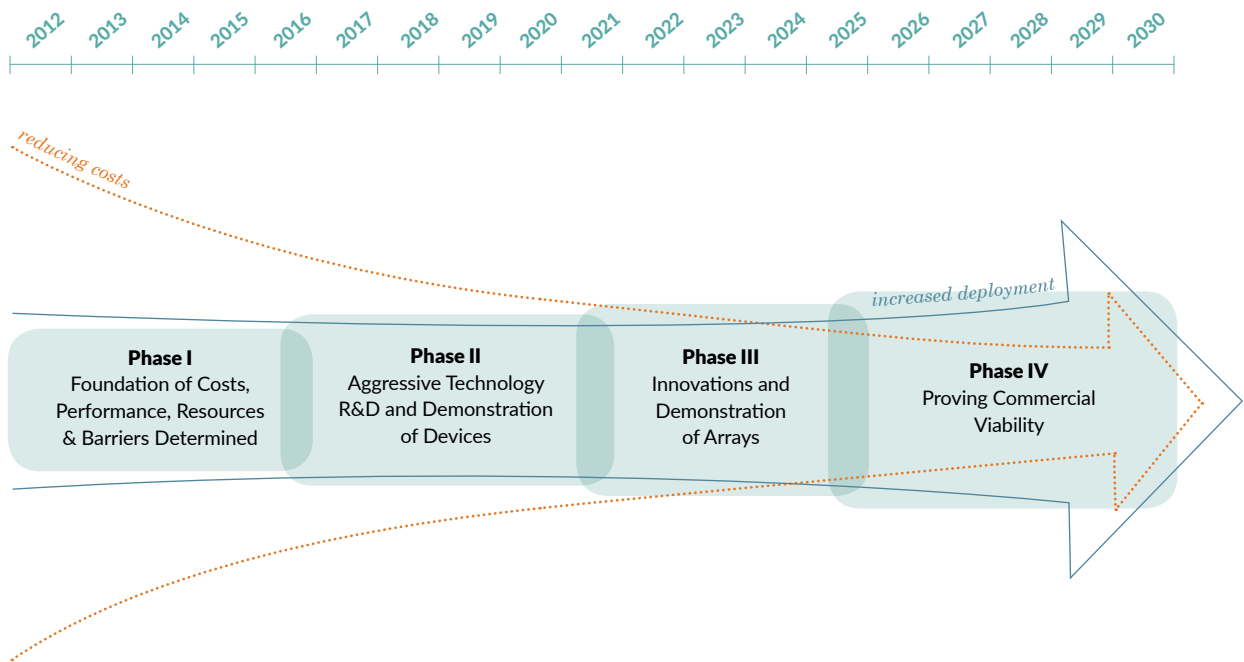 2012 2013 2014 2015 2016 2017 2018 2019 2020 2021 2022 2023 2024 2025 2026 2027 2028 2029 2030
reducing costs
increased deployment
Phase I
Foundation of Costs,
Performance, Resources
& Barriers Determined
Phase II
Aggressive Technology
R&D and Demonstration
of Devices
Phase III
Innovations and
Demonstration
of Arrays
Phase IV
Proving Commercial
Viability